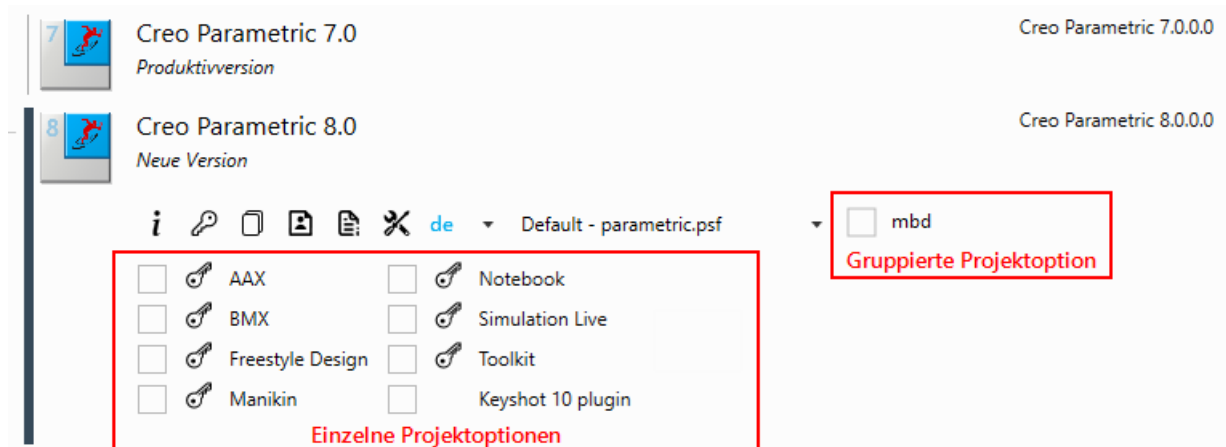 7 Creo Parametric 7.0 Creo Parametric 7.0.0.0
Produktivversion
8 Creo Parametric 8.0 Creo Parametric 8.0.0.0
Neue Version
i de Default - parametric.psf mbd
Gruppierte Projektoption
AAX Notebook
BMX Simulation Live
Freestyle Design Toolkit
Manikin Keyshot 10 plugin
Einzelne Projektoptionen